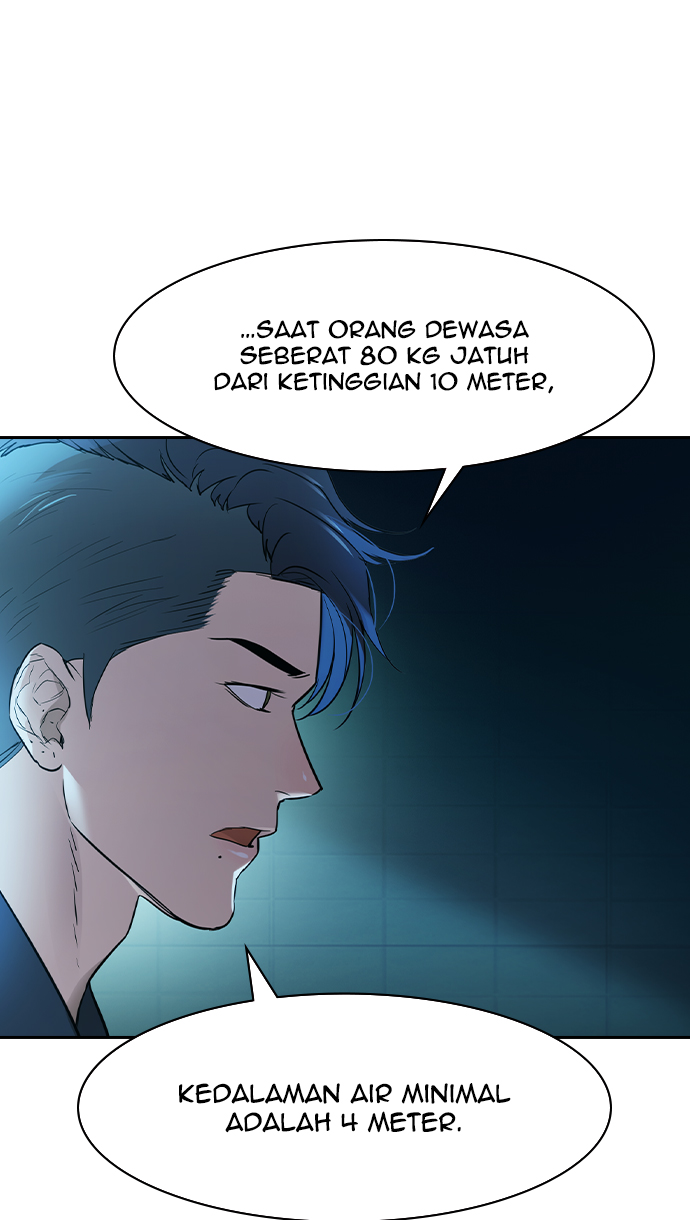 ...SAAT ORANG DEWASA
SEBERAT 80 KG JATUH
DARI KETINGGIAN 10 METER,
KEDALAMAN AIR MINIMAL
ADALAH 4 METER.